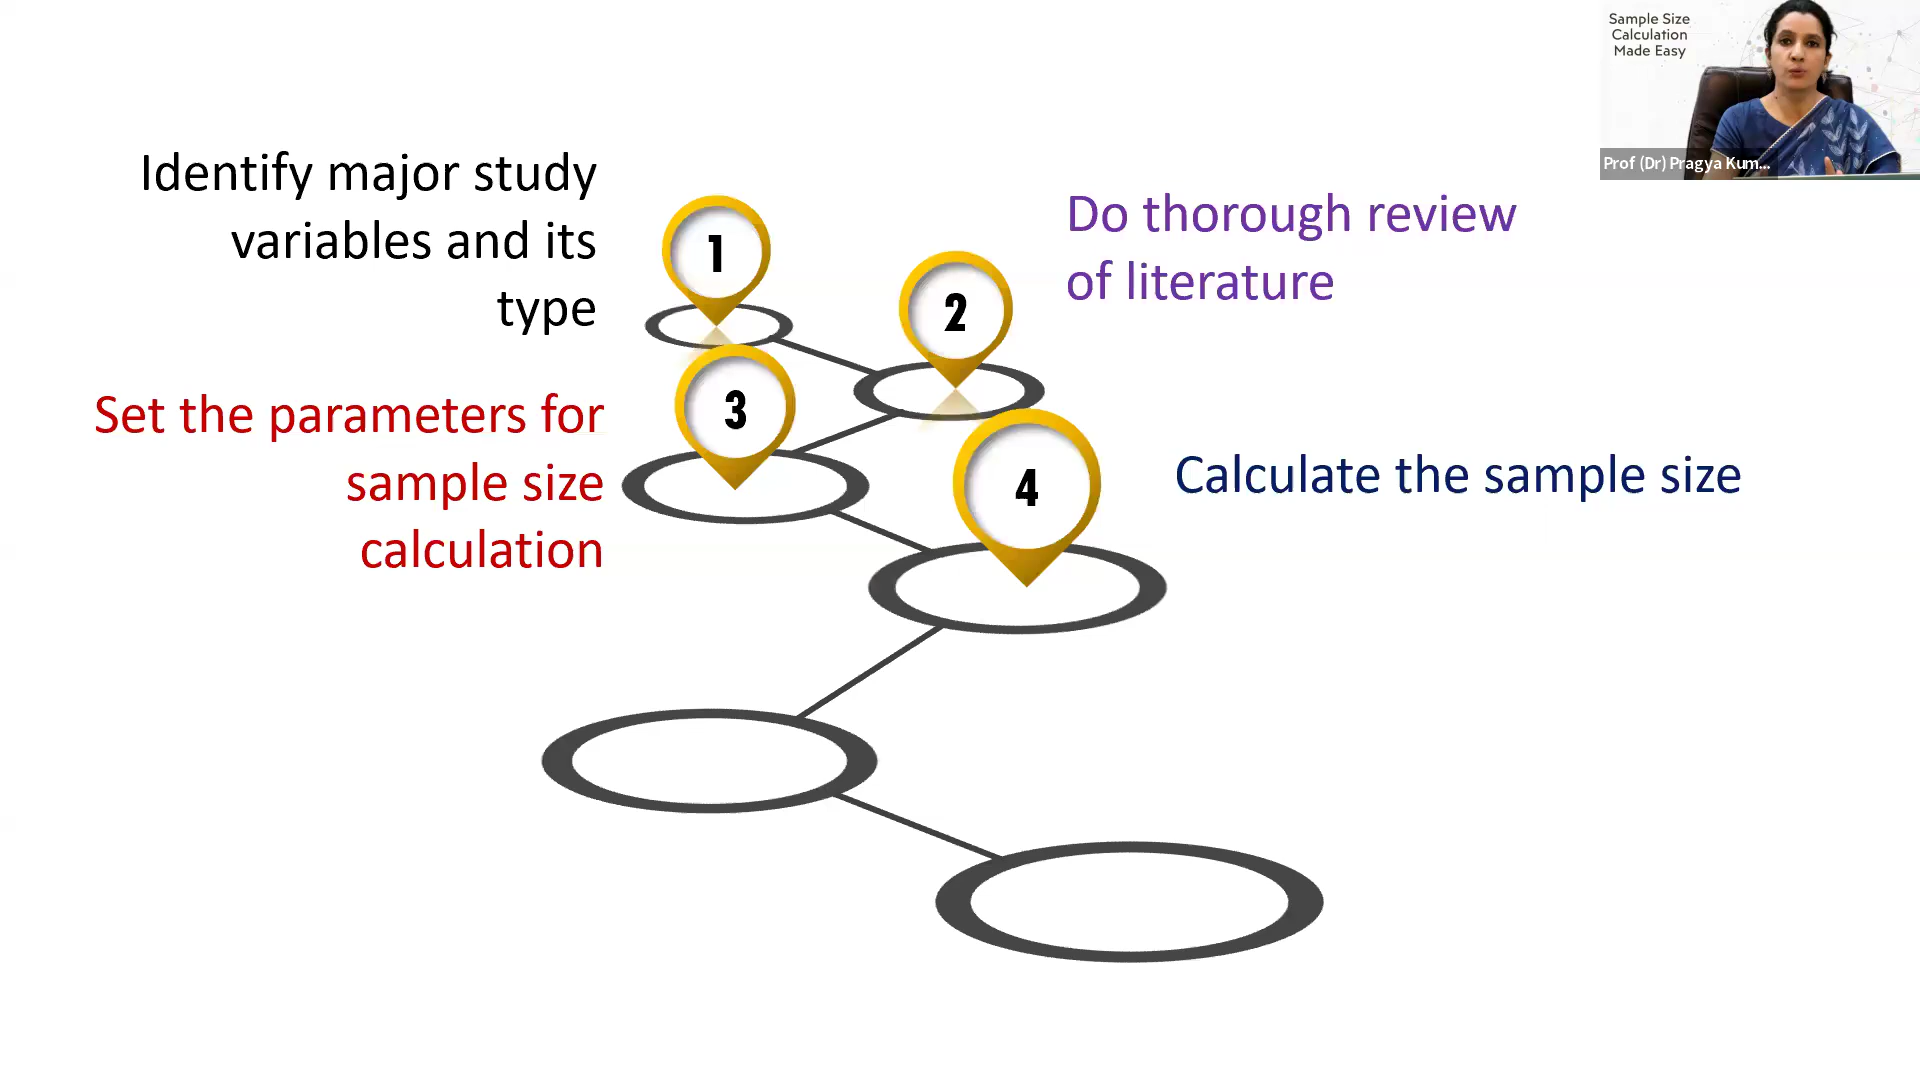 Sample Size
Calculation
Made Easy
Prof (Dr) Pragya Kum...
Identify major study
variables and its
type
1
Do thorough review
of literature
2
Set the parameters for
sample size
calculation
3
Calculate the sample size
4